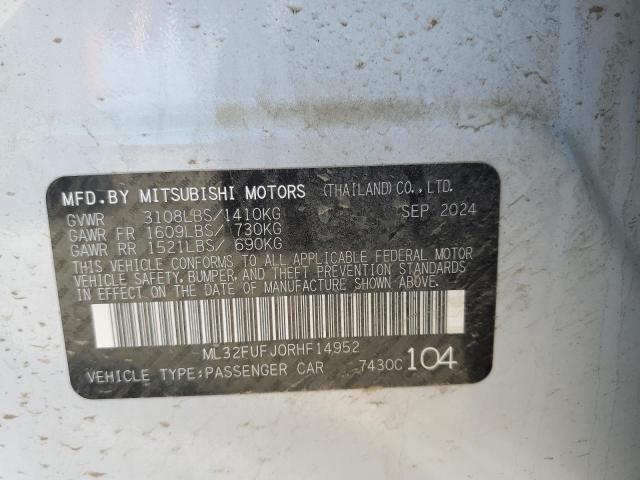 MFD.BY MITSUBISHI MOTORS (THAILAND) CO.,LTD.
GVWR 3108LBS/1410KG SEP 2024
GAWR FR 1609LBS/ 730KG
GAWR RR 1521LBS/ 690KG
THIS VEHICLE CONFORMS TO ALL APPLICABLE FEDERAL MOTOR
VEHICLE SAFETY, BUMPER, AND THEFT PREVENTION STANDARDS
IN EFFECT ON THE DATE OF MANUFACTURE SHOWN ABOVE.
ML32FUFJ0RHF14952
VEHICLE TYPE:PASSENGER CAR 7430C 104